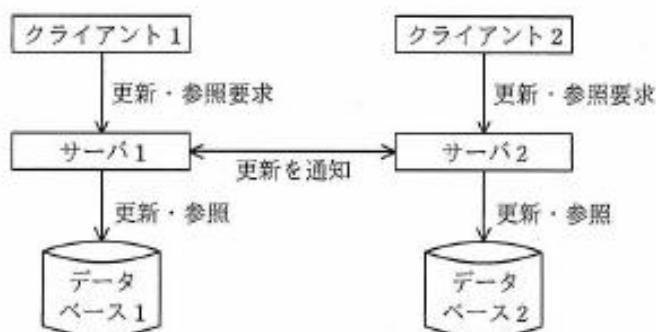 クライアント1
クライアント2
更新・参照要求
更新・参照要求
サーバ1
サーバ2
更新を通知
更新・参照
更新・参照
データ
ベース1
データ
ベース2